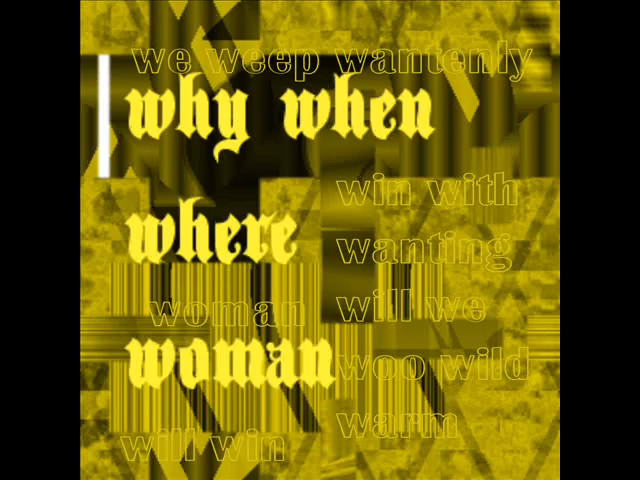 we weep wantenly
why when
win with
where
wanting
woman
will we
woman
woo wild
warm
will win